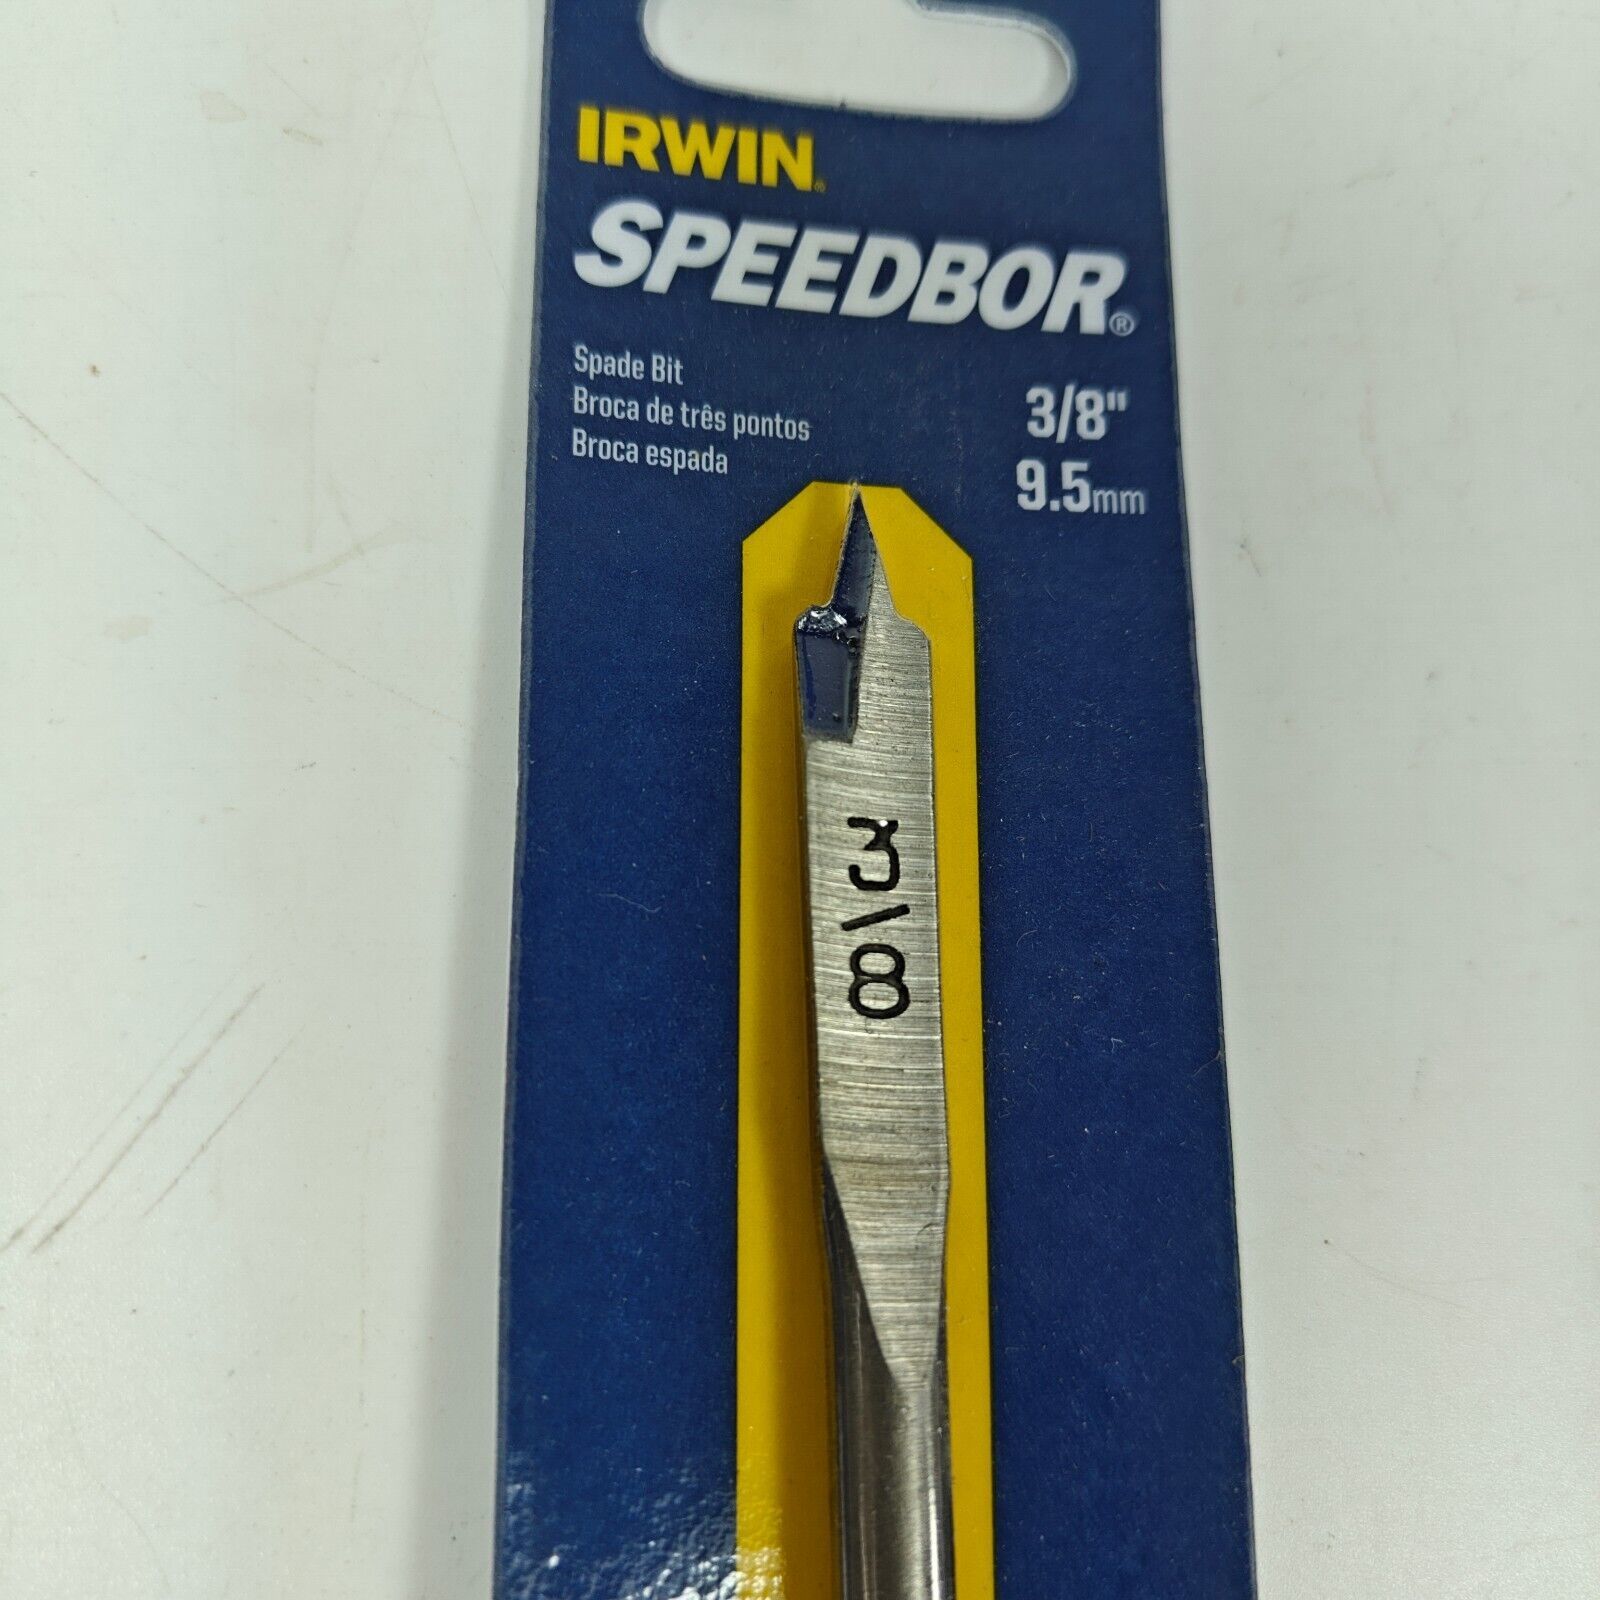 IRWIN®
SPEEDBOR®
Spade Bit
Broca de três pontos
Broca espada
3/8"
9.5mm
3/8